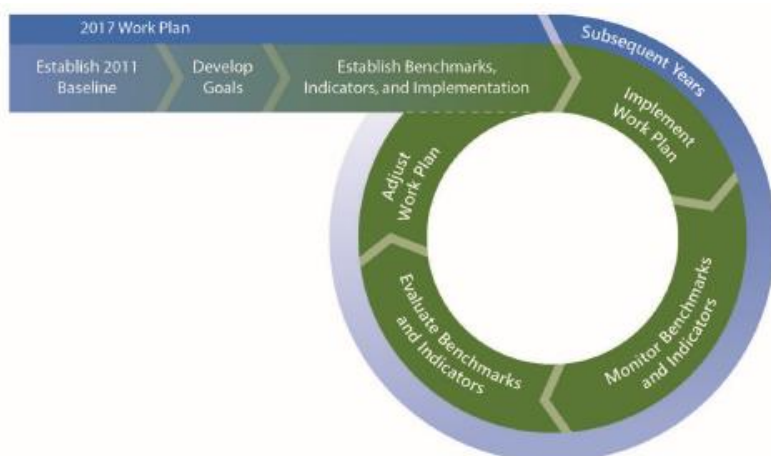 2017 Work Plan
Establish 2011
Baseline
Develop
Goals
Establish Benchmarks,
Indicators, and Implementation
Subsequent Years
Implement
Work Plan
Monitor Benchmarks
and Indicators
Evaluate Benchmarks
and Indicators
Adjust
Work Plan